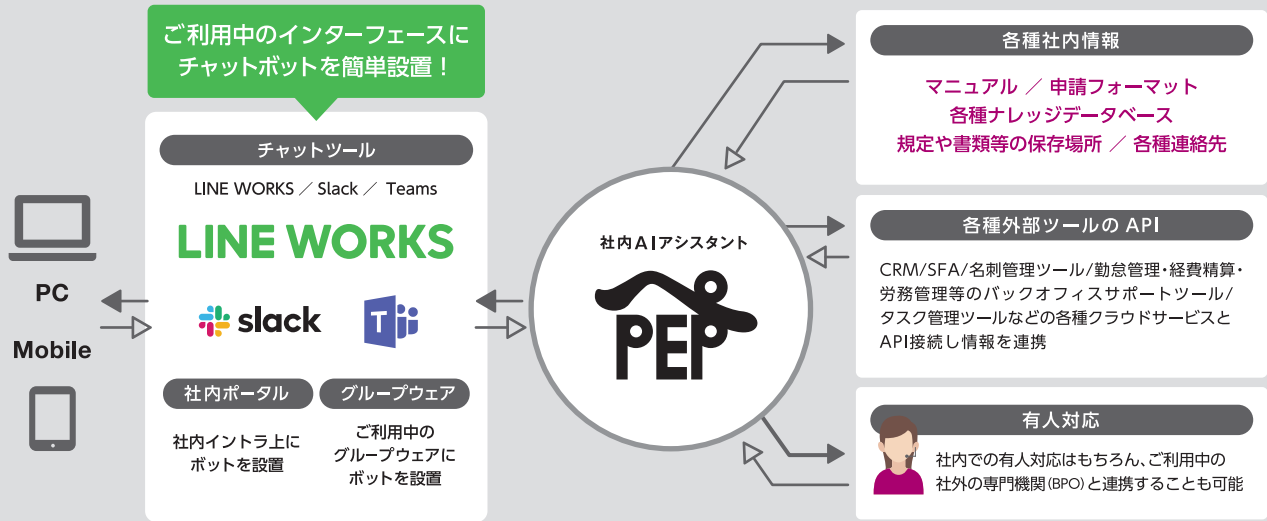 ご利用中のインターフェースに
チャットボットを簡単設置！
チャットツール
LINE WORKS ／ Slack ／ Teams
LINE WORKS
slack
T
社内ポータル
グループウェア
社内イントラ上に
ボットを設置
ご利用中の
グループウェアに
ボットを設置
PC
Mobile
社内AIアシスタント
PEP
各種社内情報
マニュアル ／ 申請フォーマット
各種ナレッジデータベース
規定や書類等の保存場所 ／ 各種連絡先
各種外部ツールの API
CRM/SFA/名刺管理ツール/勤怠管理・経費精算・
労務管理等のバックオフィスサポートツール/
タスク管理ツールなどの各種クラウドサービスと
API接続し情報を連携
有人対応
社内での有人対応はもちろん、ご利用中の
社外の専門機関(BPO)と連携することも可能